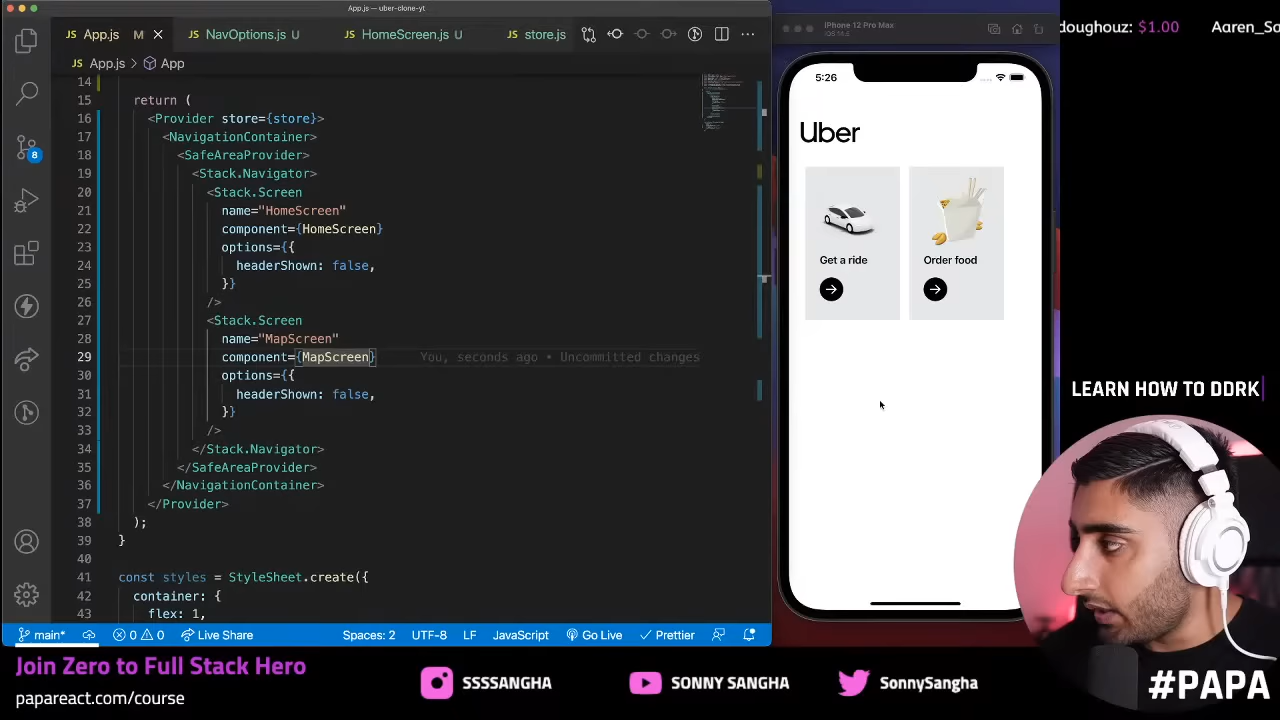 App.js — uber-clone-yt
JS App.js M
JS NavOptions.js U
JS HomeScreen.js U
JS store.js
App.js > App
14
15 return (
16 <Provider store={store}>
17 <NavigationContainer>
18 <SafeAreaProvider>
19 <Stack.Navigator>
20 <Stack.Screen
21 name="HomeScreen"
22 component={HomeScreen}
23 options={{
24 headerShown: false,
25 }}
26 />
27 <Stack.Screen
28 name="MapScreen"
29 component={MapScreen} You, seconds ago • Uncommitted changes
30 options={{
31 headerShown: false,
32 }}
33 />
34 </Stack.Navigator>
35 </SafeAreaProvider>
36 </NavigationContainer>
37 </Provider>
38 );
39 }
40
41 const styles = StyleSheet.create({
42 container: {
43 flex: 1,
8
main* 0 0 Live Share Spaces: 2 UTF-8 LF JavaScript Go Live Prettier
iPhone 12 Pro Max
5:26
Uber
Get a ride
Order food
doughouz: $1.00 Aaren_Sa
LEARN HOW TO DDRK
Join Zero to Full Stack Hero
papareact.com/course
SSSSANGHA
SONNY SANGHA
SonnySangha
#PAPA